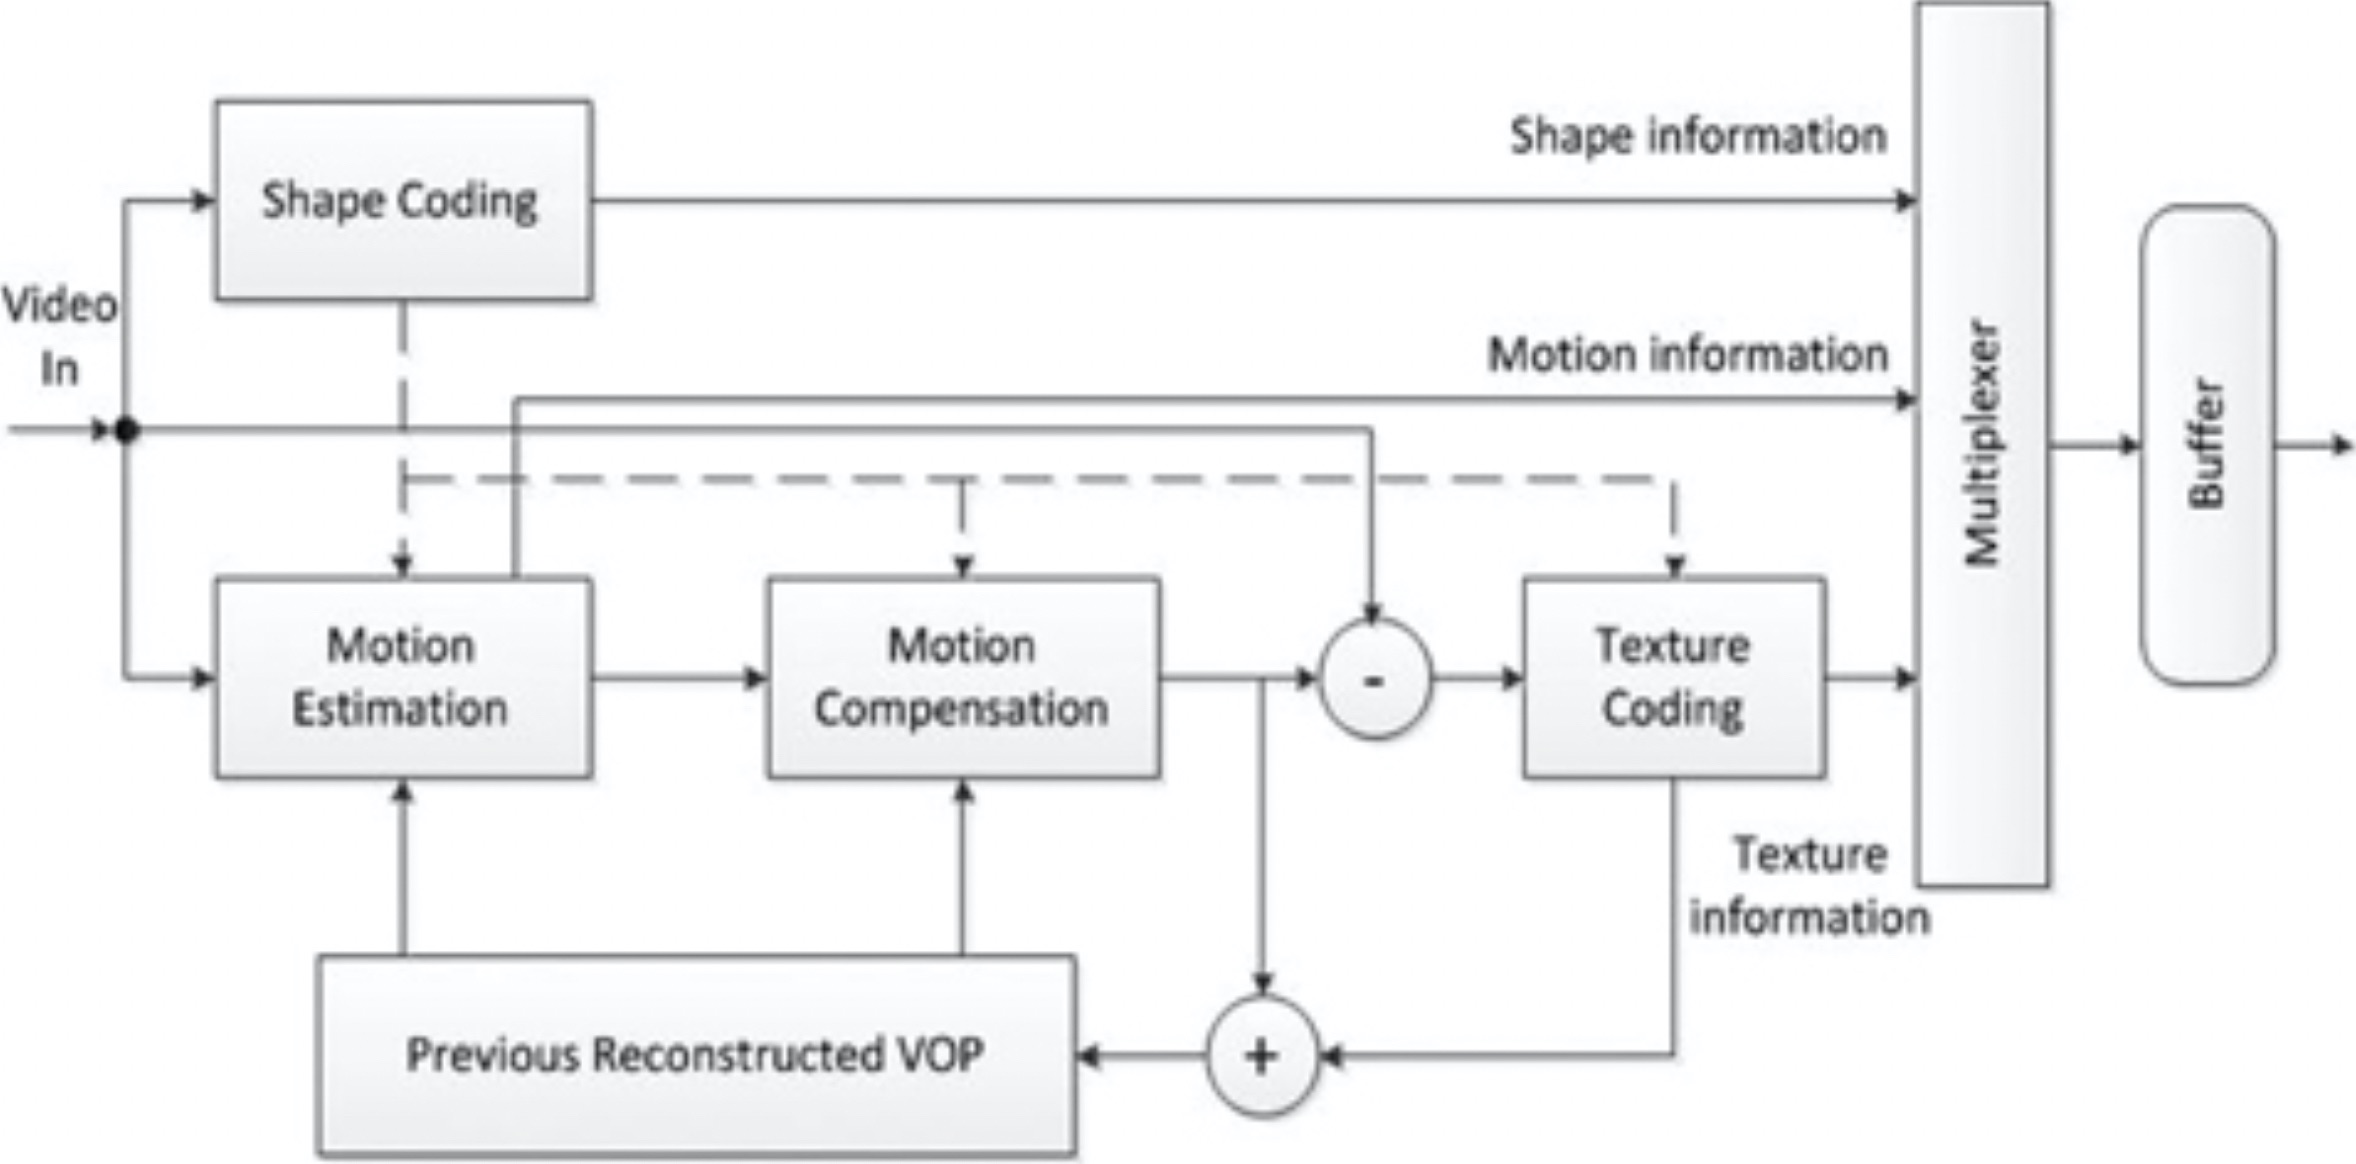 Shape information
Shape Coding
Video
In
Motion information
Multiplexer
Buffer
Motion
Estimation
Motion
Compensation
-
Texture
Coding
Texture
information
Previous Reconstructed VOP
+